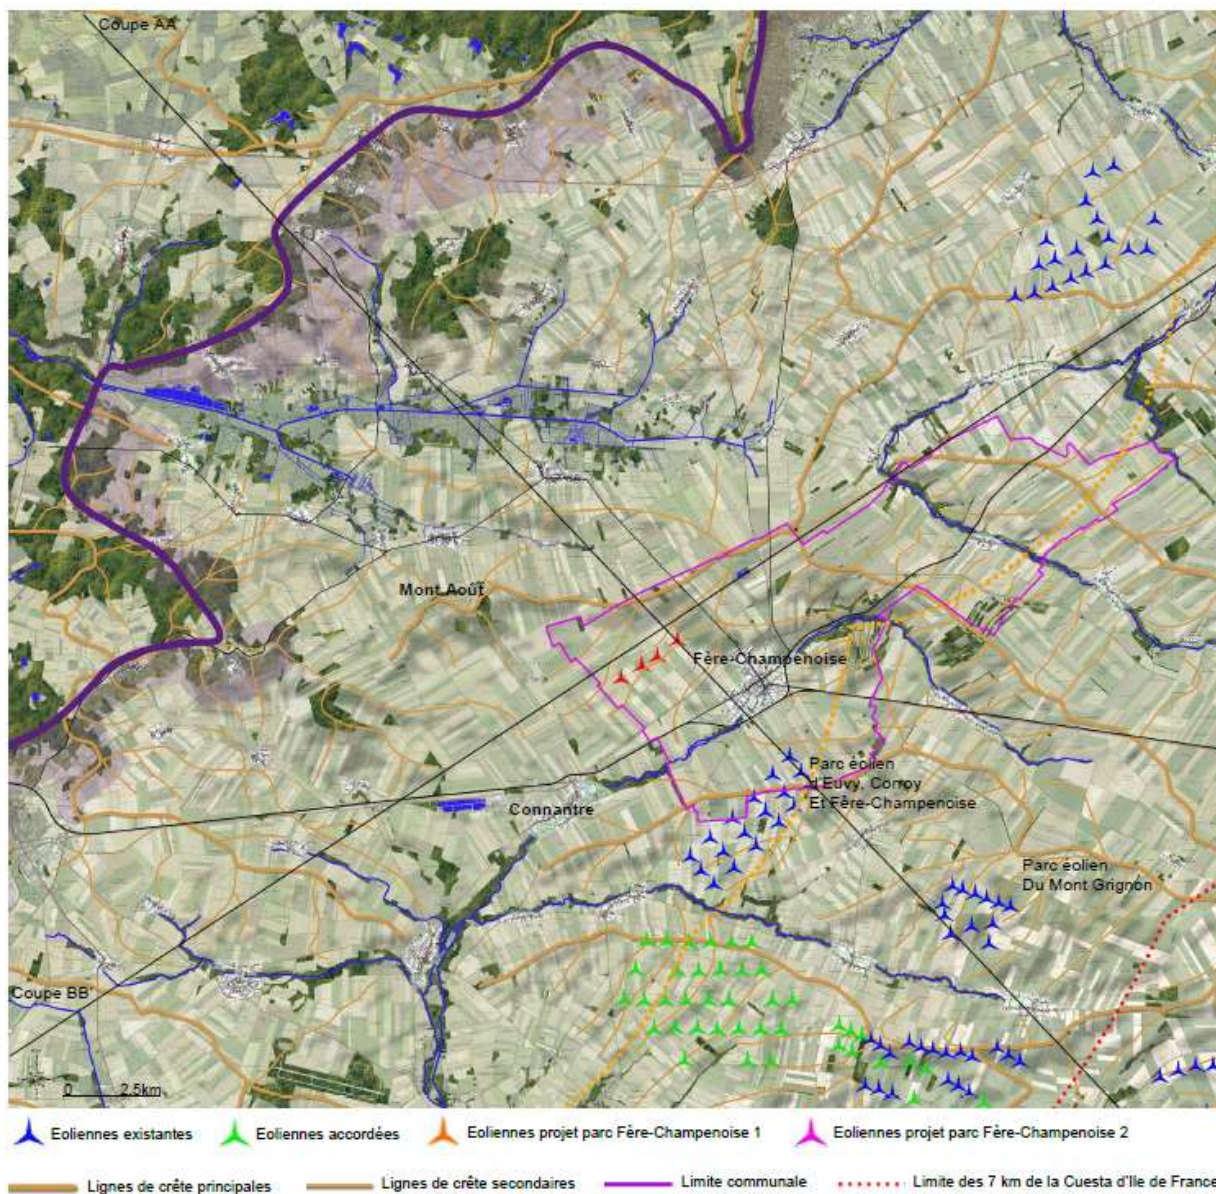 Coupe AA'
Mont Août
Fère-Champenoise
Parc éolien
d'Euvy, Corroy
Et Fère-Champenoise
Connantre
Parc éolien
Du Mont Grignon
Coupe BB'
0 2.5km
Eoliennes existantes
Eoliennes accordées
Eoliennes projet parc Fère-Champenoise 1
Eoliennes projet parc Fère-Champenoise 2
Lignes de crête principales
Lignes de crête secondaires
Limite communale
Limite des 7 km de la Cuesta d'Ile de France